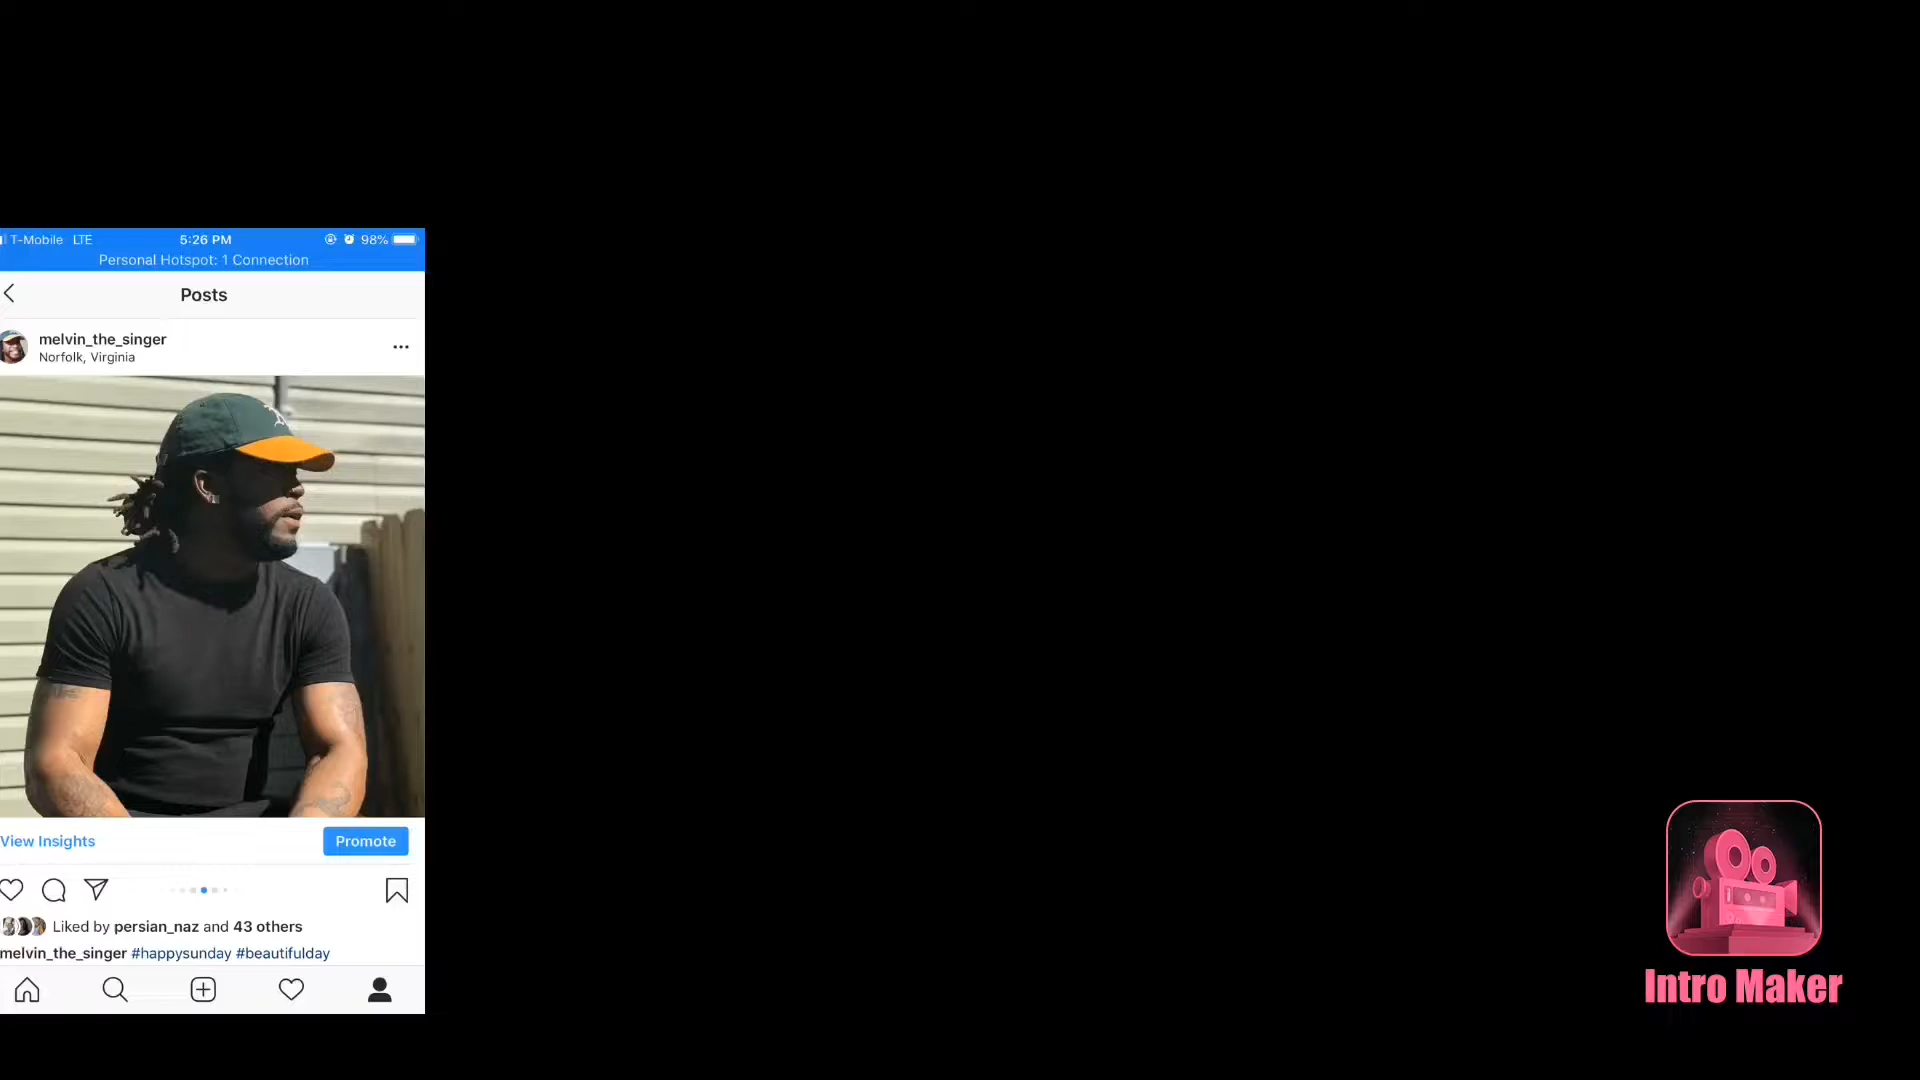 T-Mobile LTE 5:26 PM 98%
Personal Hotspot: 1 Connection
Posts
melvin_the_singer
Norfolk, Virginia
View Insights
Promote
Liked by persian_naz and 43 others
melvin_the_singer #happysunday #beautifulday
Intro Maker